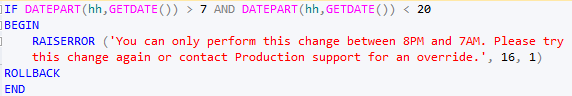 IF DATEPART(hh,GETDATE()) > 7 AND DATEPART(hh,GETDATE()) < 20
BEGIN
RAISERROR ('You can only perform this change between 8PM and 7AM. Please try
this change again or contact Production support for an override.', 16, 1)
ROLLBACK
END